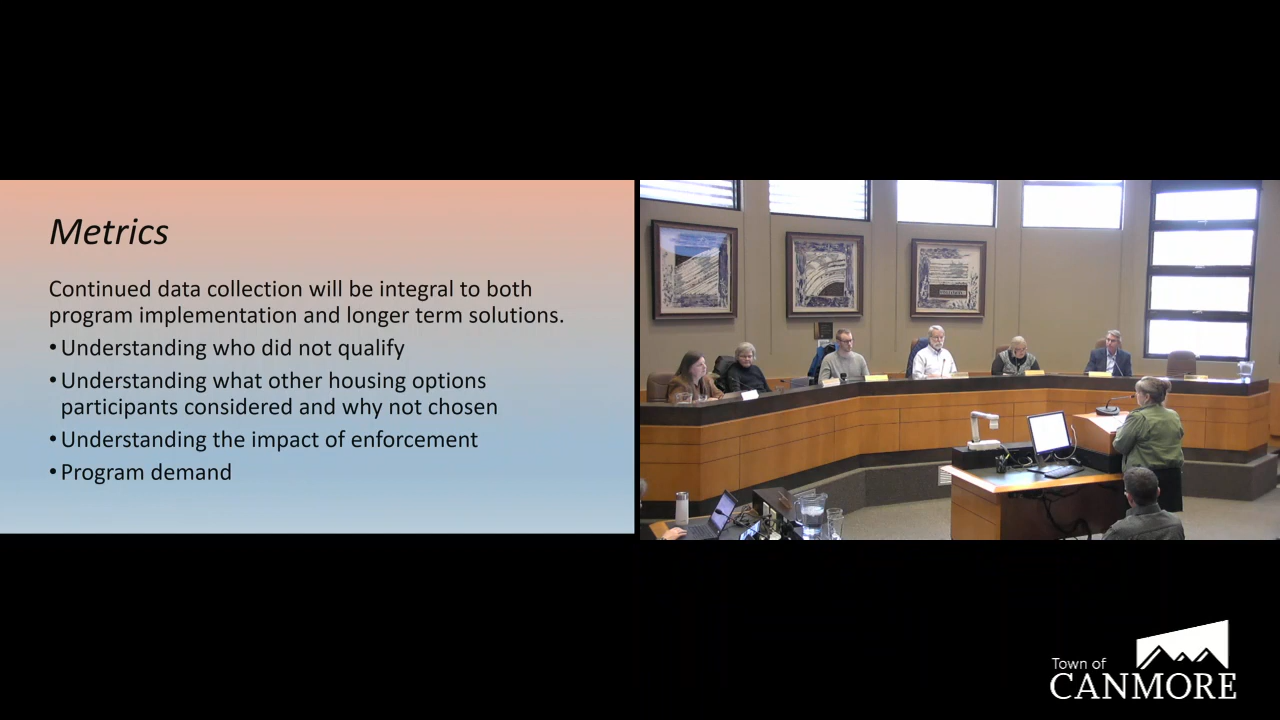 Metrics
Continued data collection will be integral to both
program implementation and longer term solutions.
•Understanding who did not qualify
•Understanding what other housing options
participants considered and why not chosen
•Understanding the impact of enforcement
•Program demand
Town of
CANMORE